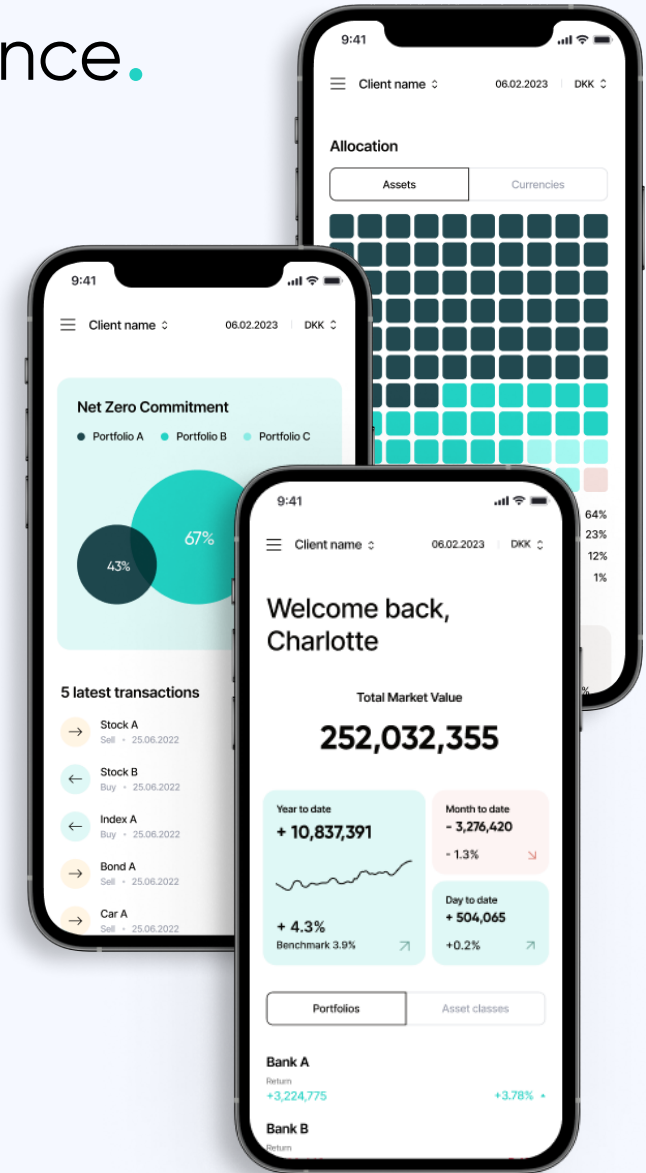 nce.
9:41
Client name
06.02.2023
DKK
Allocation
Assets
Currencies
64%
23%
12%
1%
%
9:41
Client name
06.02.2023
DKK
Net Zero Commitment
Portfolio A
Portfolio B
Portfolio C
43%
67%
5 latest transactions
Stock A
Sell • 25.06.2022
Stock B
Buy • 25.06.2022
Index A
Buy • 25.06.2022
Bond A
Sell • 25.06.2022
Car A
Sell • 25.06.2022
9:41
Client name
06.02.2023
DKK
Welcome back,
Charlotte
Total Market Value
252,032,355
Year to date
+ 10,837,391
+ 4.3%
Benchmark 3.9%
Month to date
- 3,276,420
- 1.3%
Day to date
+ 504,065
+0.2%
Portfolios
Asset classes
Bank A
Return
+3,224,775
+3.78%
Bank B
Return